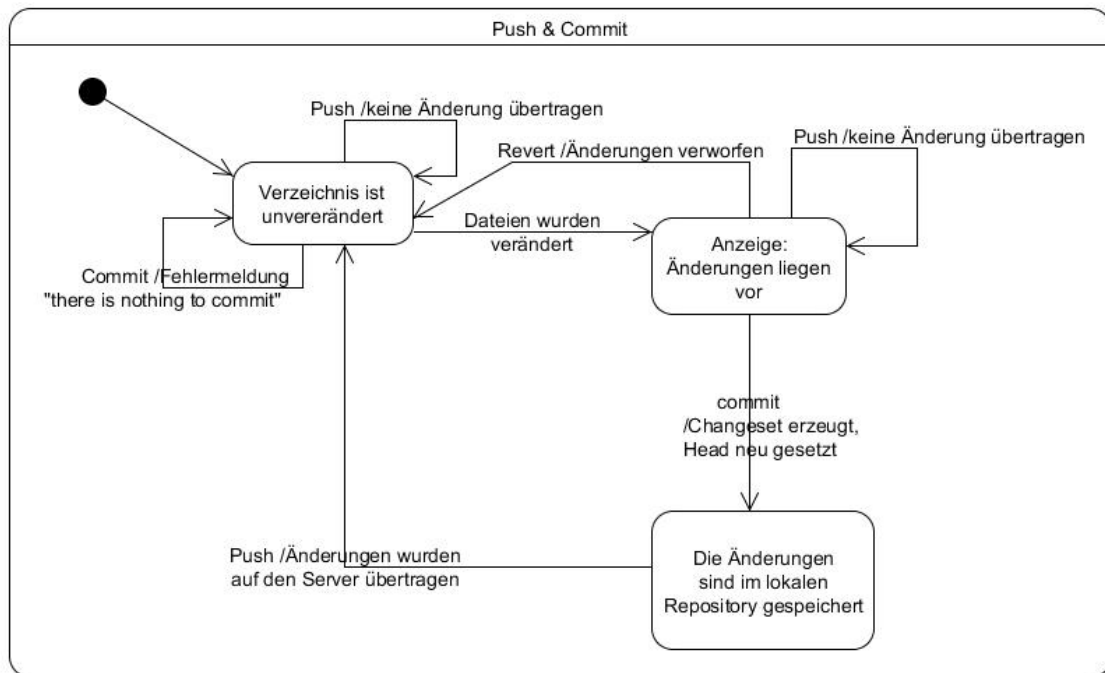 Push & Commit
Push /keine Änderung übertragen
Push /keine Änderung übertragen
Revert /Änderungen verworfen
Verzeichnis ist
unvererändert
Dateien wurden
verändert
Anzeige:
Änderungen liegen
vor
Commit /Fehlermeldung
"there is nothing to commit"
commit
/Changeset erzeugt,
Head neu gesetzt
Push /Änderungen wurden
auf den Server übertragen
Die Änderungen
sind im lokalen
Repository gespeichert